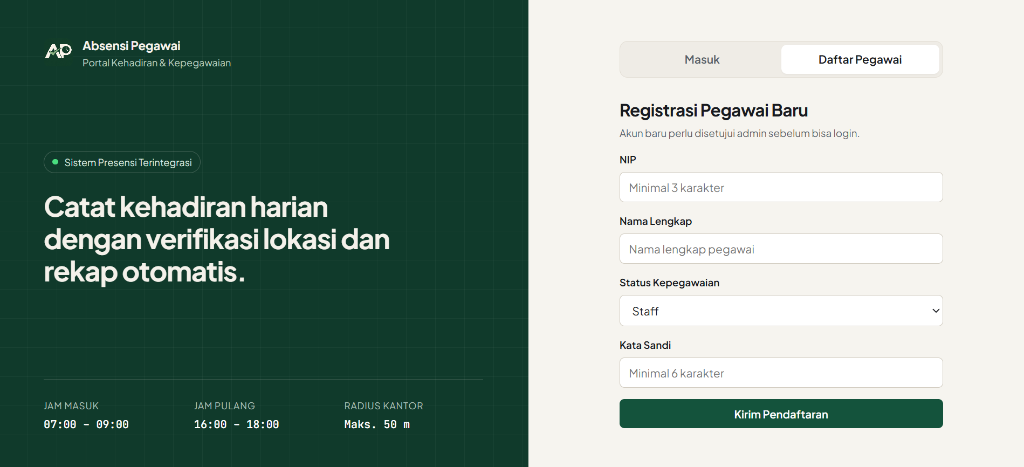 AP
Absensi Pegawai
Portal Kehadiran & Kepegawaian
Sistem Presensi Terintegrasi
Catat kehadiran harian
dengan verifikasi lokasi dan
rekap otomatis.
JAM MASUK
07:00 – 09:00
JAM PULANG
16:00 – 18:00
RADIUS KANTOR
Maks. 50 m
Masuk
Daftar Pegawai
Registrasi Pegawai Baru
Akun baru perlu disetujui admin sebelum bisa login.
NIP
Minimal 3 karakter
Nama Lengkap
Nama lengkap pegawai
Status Kepegawaian
Staff
Kata Sandi
Minimal 6 karakter
Kirim Pendaftaran